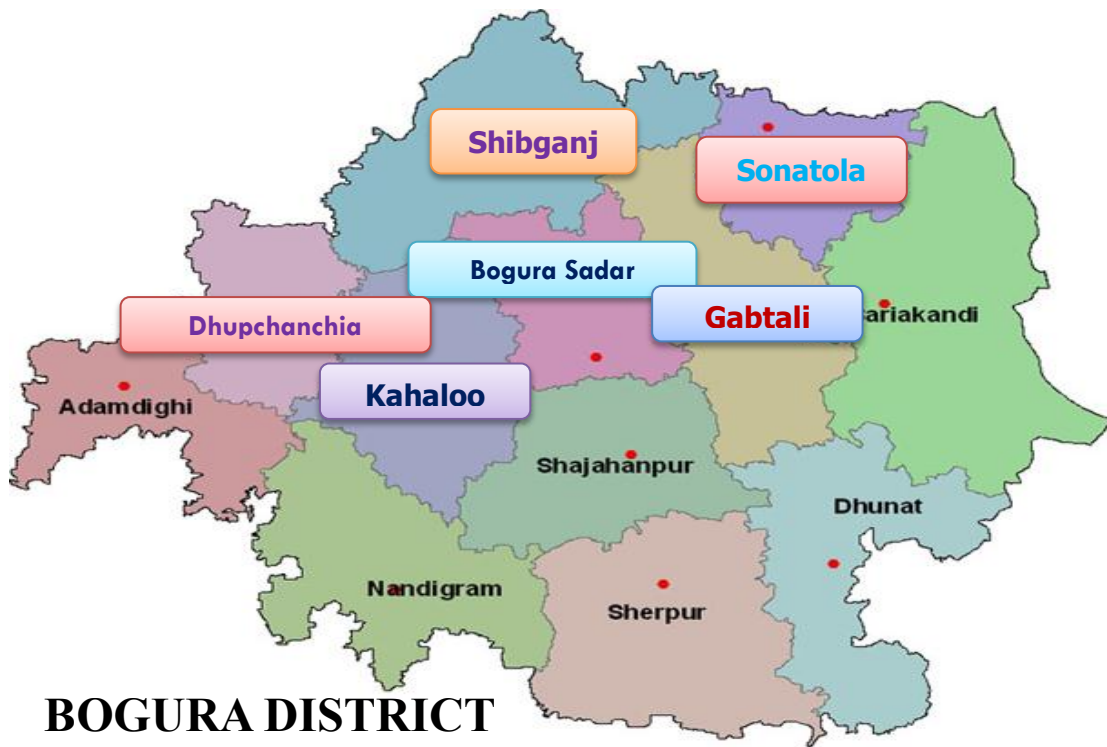 Shibganj
Sonatola
Bogura Sadar
Gabtali
ariakandi
Dhupchanchia
Kahaloo
Adamdighi
Shajahanpur
Dhunat
Nandigram
Sherpur
BOGURA DISTRICT